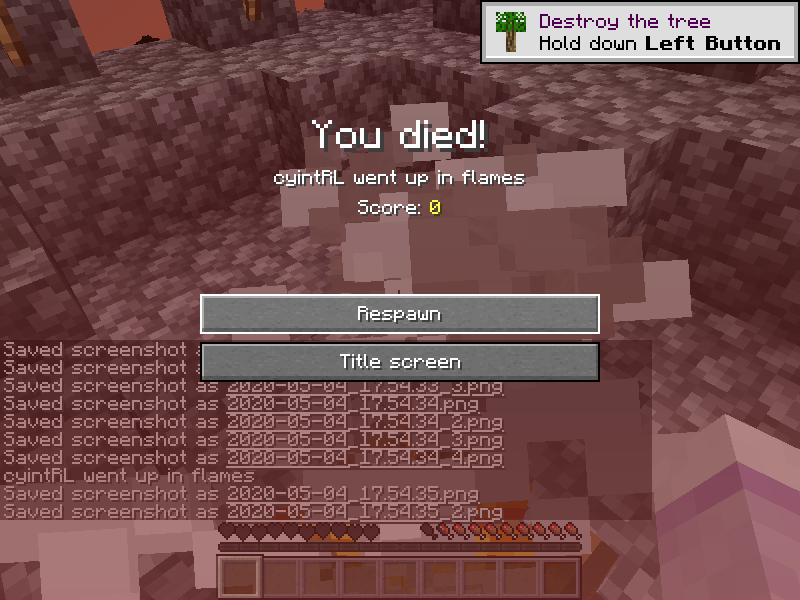 Destroy the tree
Hold down Left Button
You died!
cyintRL went up in flames
Score: 0
Respawn
Title screen
Saved screenshot
Saved screenshot
Saved screenshot as 2020-05-04_17.54.33_3.png
Saved screenshot as 2020-05-04_17.54.34.png
Saved screenshot as 2020-05-04_17.54.34_2.png
Saved screenshot as 2020-05-04_17.54.34_3.png
Saved screenshot as 2020-05-04_17.54.34_4.png
cyintRL went up in flames
Saved screenshot as 2020-05-04_17.54.35.png
Saved screenshot as 2020-05-04_17.54.35_2.png